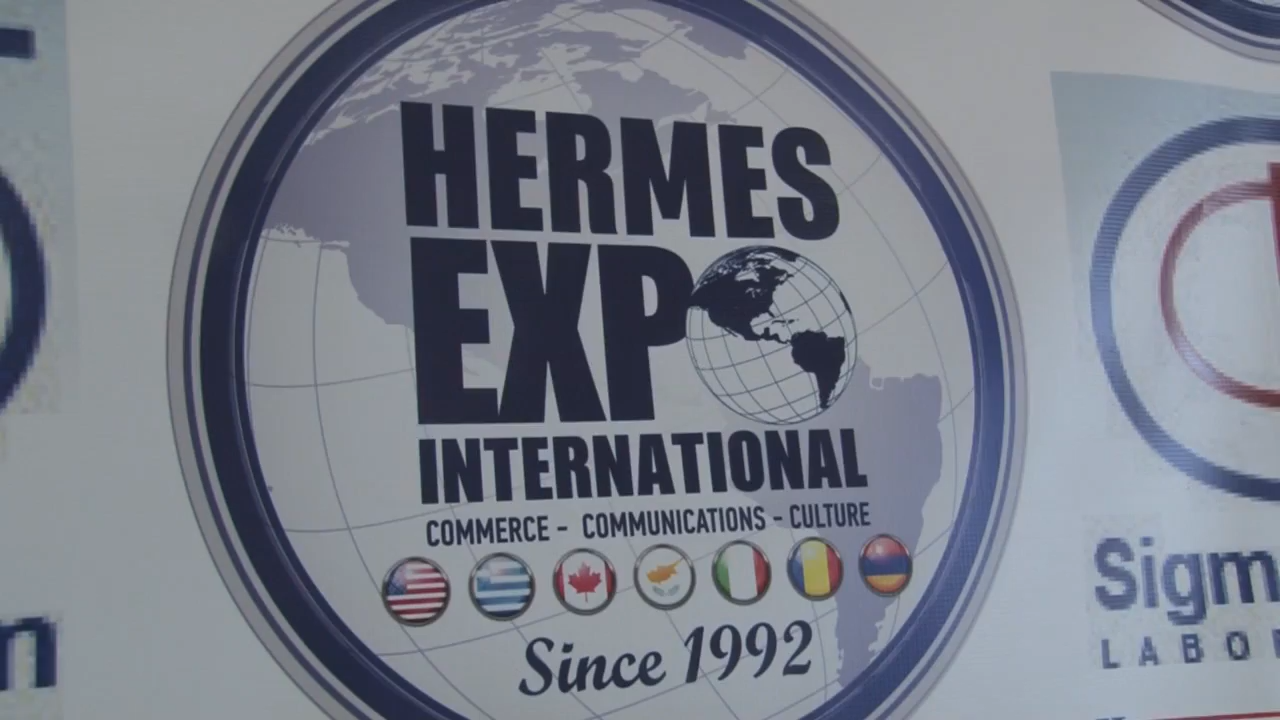 HERMES
EXPO
INTERNATIONAL
COMMERCE - COMMUNICATIONS - CULTURE
Since 1992